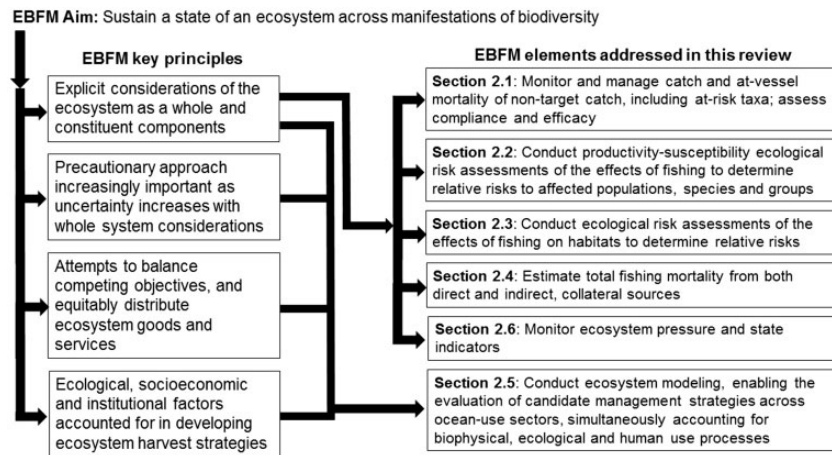 EBFM Aim: Sustain a state of an ecosystem across manifestations of biodiversity
EBFM key principles
Explicit considerations of the
ecosystem as a whole and
constituent components
Precautionary approach
increasingly important as
uncertainty increases with
whole system considerations
Attempts to balance
competing objectives, and
equitably distribute
ecosystem goods and
services
Ecological, socioeconomic
and institutional factors
accounted for in developing
ecosystem harvest strategies
EBFM elements addressed in this review
Section 2.1: Monitor and manage catch and at-vessel
mortality of non-target catch, including at-risk taxa; assess
compliance and efficacy
Section 2.2: Conduct productivity-susceptibility ecological
risk assessments of the effects of fishing to determine
relative risks to affected populations, species and groups
Section 2.3: Conduct ecological risk assessments of the
effects of fishing on habitats to determine relative risks
Section 2.4: Estimate total fishing mortality from both
direct and indirect, collateral sources
Section 2.6: Monitor ecosystem pressure and state
indicators
Section 2.5: Conduct ecosystem modeling, enabling the
evaluation of candidate management strategies across
ocean-use sectors, simultaneously accounting for
biophysical, ecological and human use processes